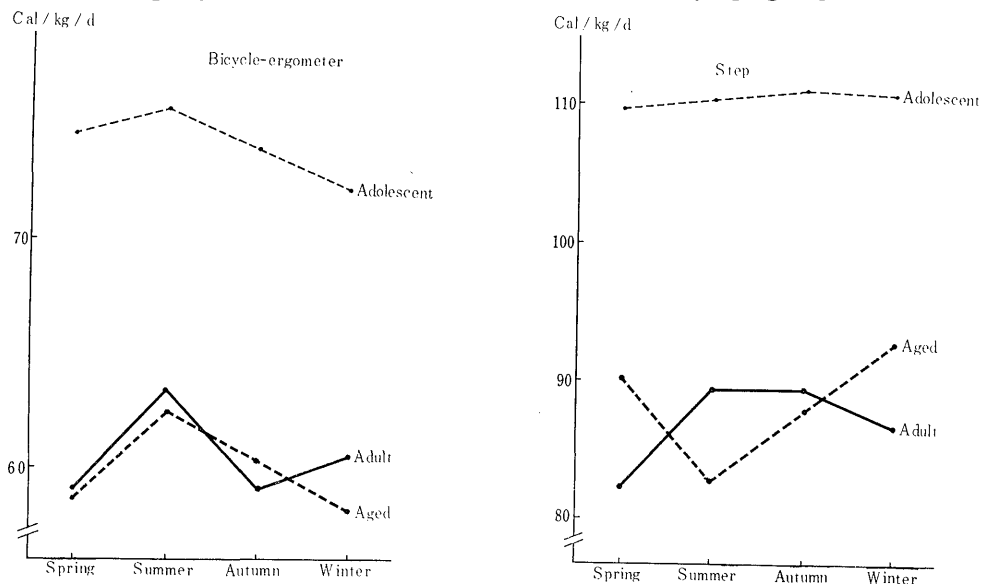 Cal / kg / d
Bicycle-ergometer
Adolescent
70
60
Adult
Aged
Spring Summer Autumn Winter
Cal / kg / d
Step
110
Adolescent
100
90
Aged
Adult
80
Spring Summer Autumn Winter